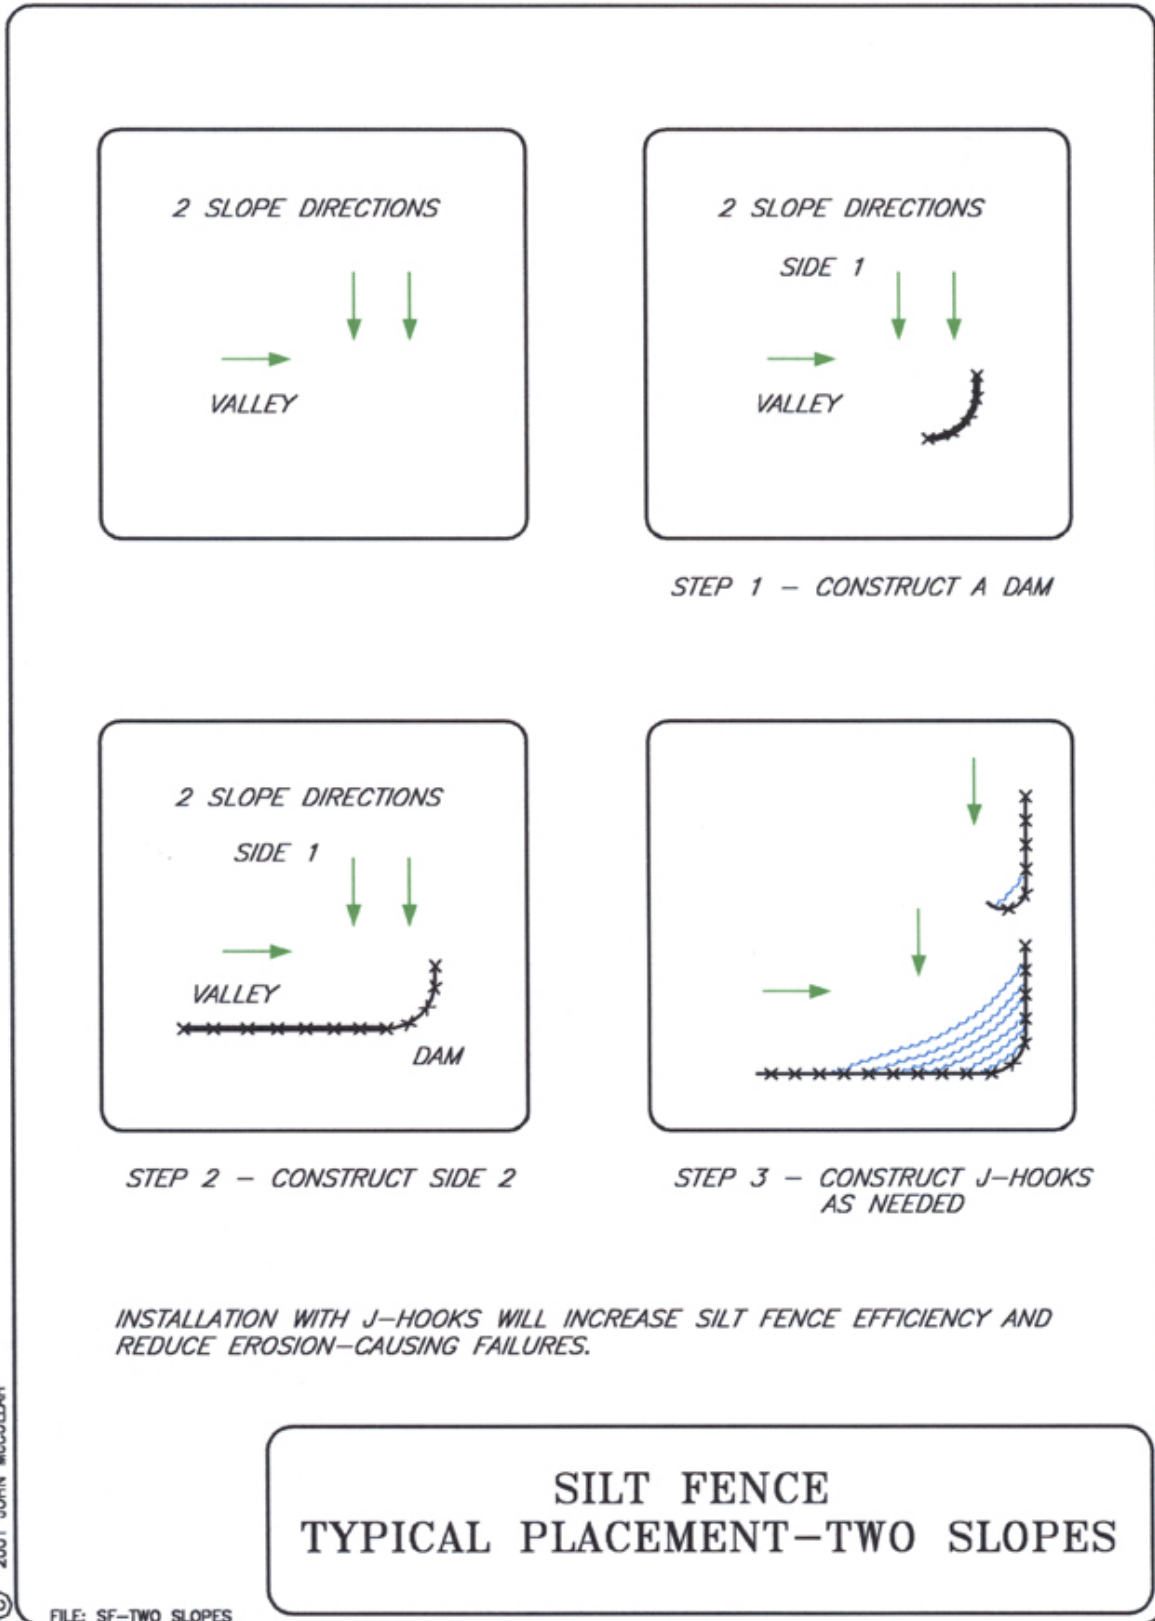 2 SLOPE DIRECTIONS
VALLEY
2 SLOPE DIRECTIONS
SIDE 1
VALLEY
STEP 1 - CONSTRUCT A DAM
2 SLOPE DIRECTIONS
SIDE 1
VALLEY
DAM
STEP 2 - CONSTRUCT SIDE 2
STEP 3 - CONSTRUCT J-HOOKS
AS NEEDED
INSTALLATION WITH J-HOOKS WILL INCREASE SILT FENCE EFFICIENCY AND
REDUCE EROSION-CAUSING FAILURES.
SILT FENCE
TYPICAL PLACEMENT-TWO SLOPES
FILE: SF-TWO SLOPES
© 2001 JOHN